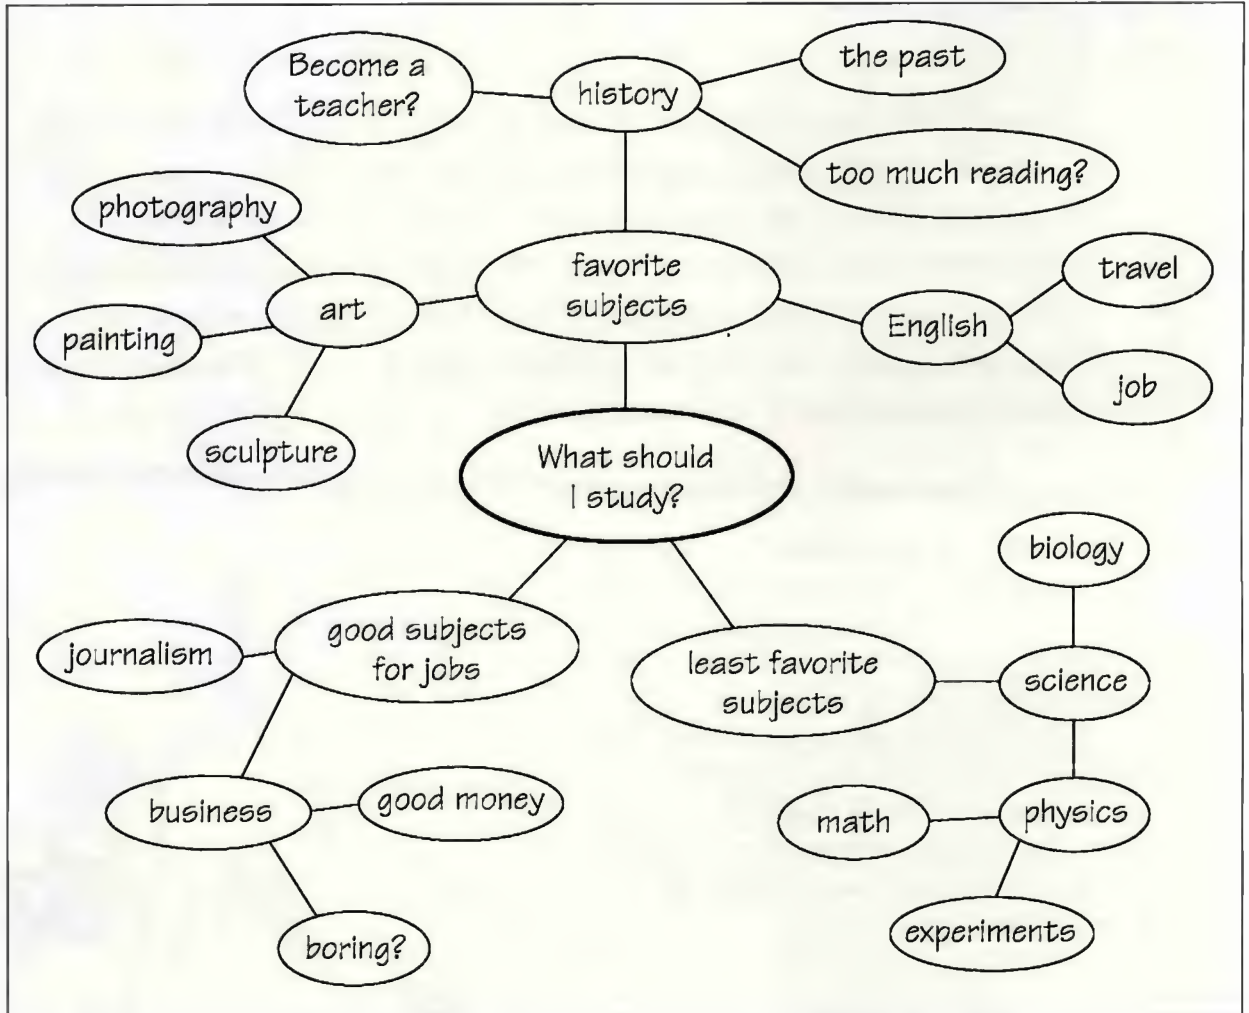 Become a
teacher?
history
the past
too much reading?
photography
art
painting
sculpture
favorite
subjects
English
travel
job
What should
I study?
good subjects
for jobs
journalism
business
good money
boring?
least favorite
subjects
biology
science
physics
math
experiments